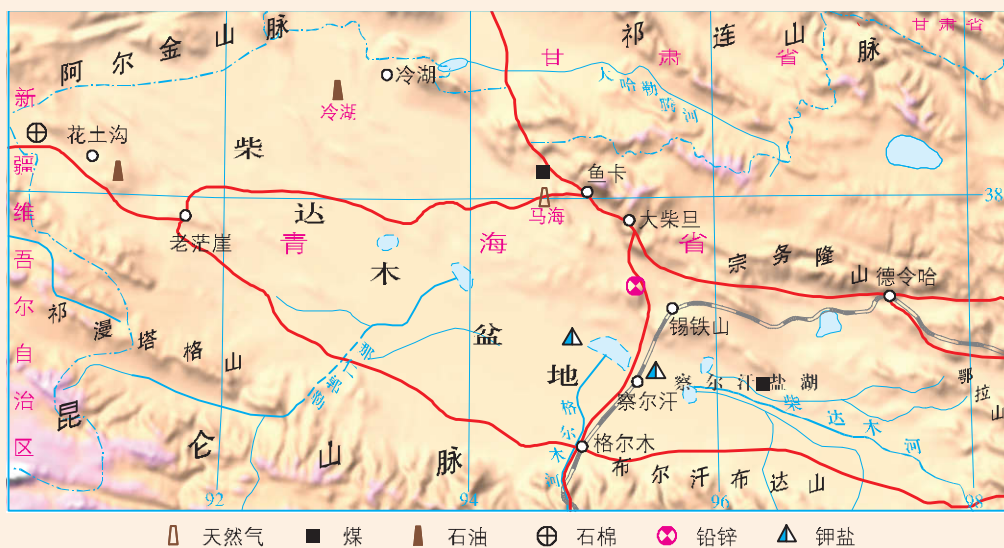 阿尔金山脉
祁连山脉
甘肃省
甘肃省
冷湖
冷湖
大哈勒腾河
新疆维吾尔自治区
花土沟
柴达木盆地
鱼卡
马海
38
大柴旦
老茫崖
青海省
宗务隆山
德令哈
祁漫塔格山
锡铁山
那仁郭勒
察尔汗盐湖
察尔汗
鄂拉山
柴达木河
格尔木河
格尔木
昆仑山脉
布尔汗布达山
92
94
96
98
天然气
煤
石油
石棉
铅锌
钾盐